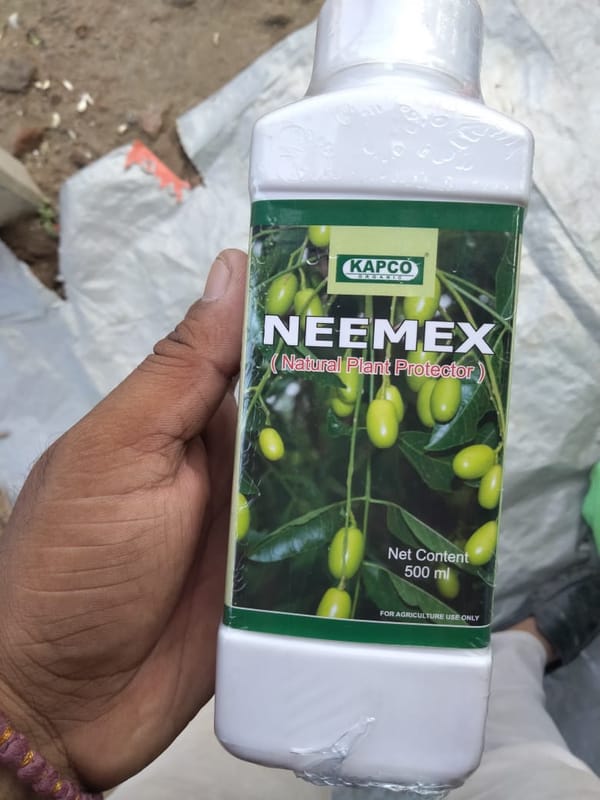 KAPCO
ORGANIC
NEEMEX
( Natural Plant Protector )
Net Content
500 ml
FOR AGRICULTURE USE ONLY